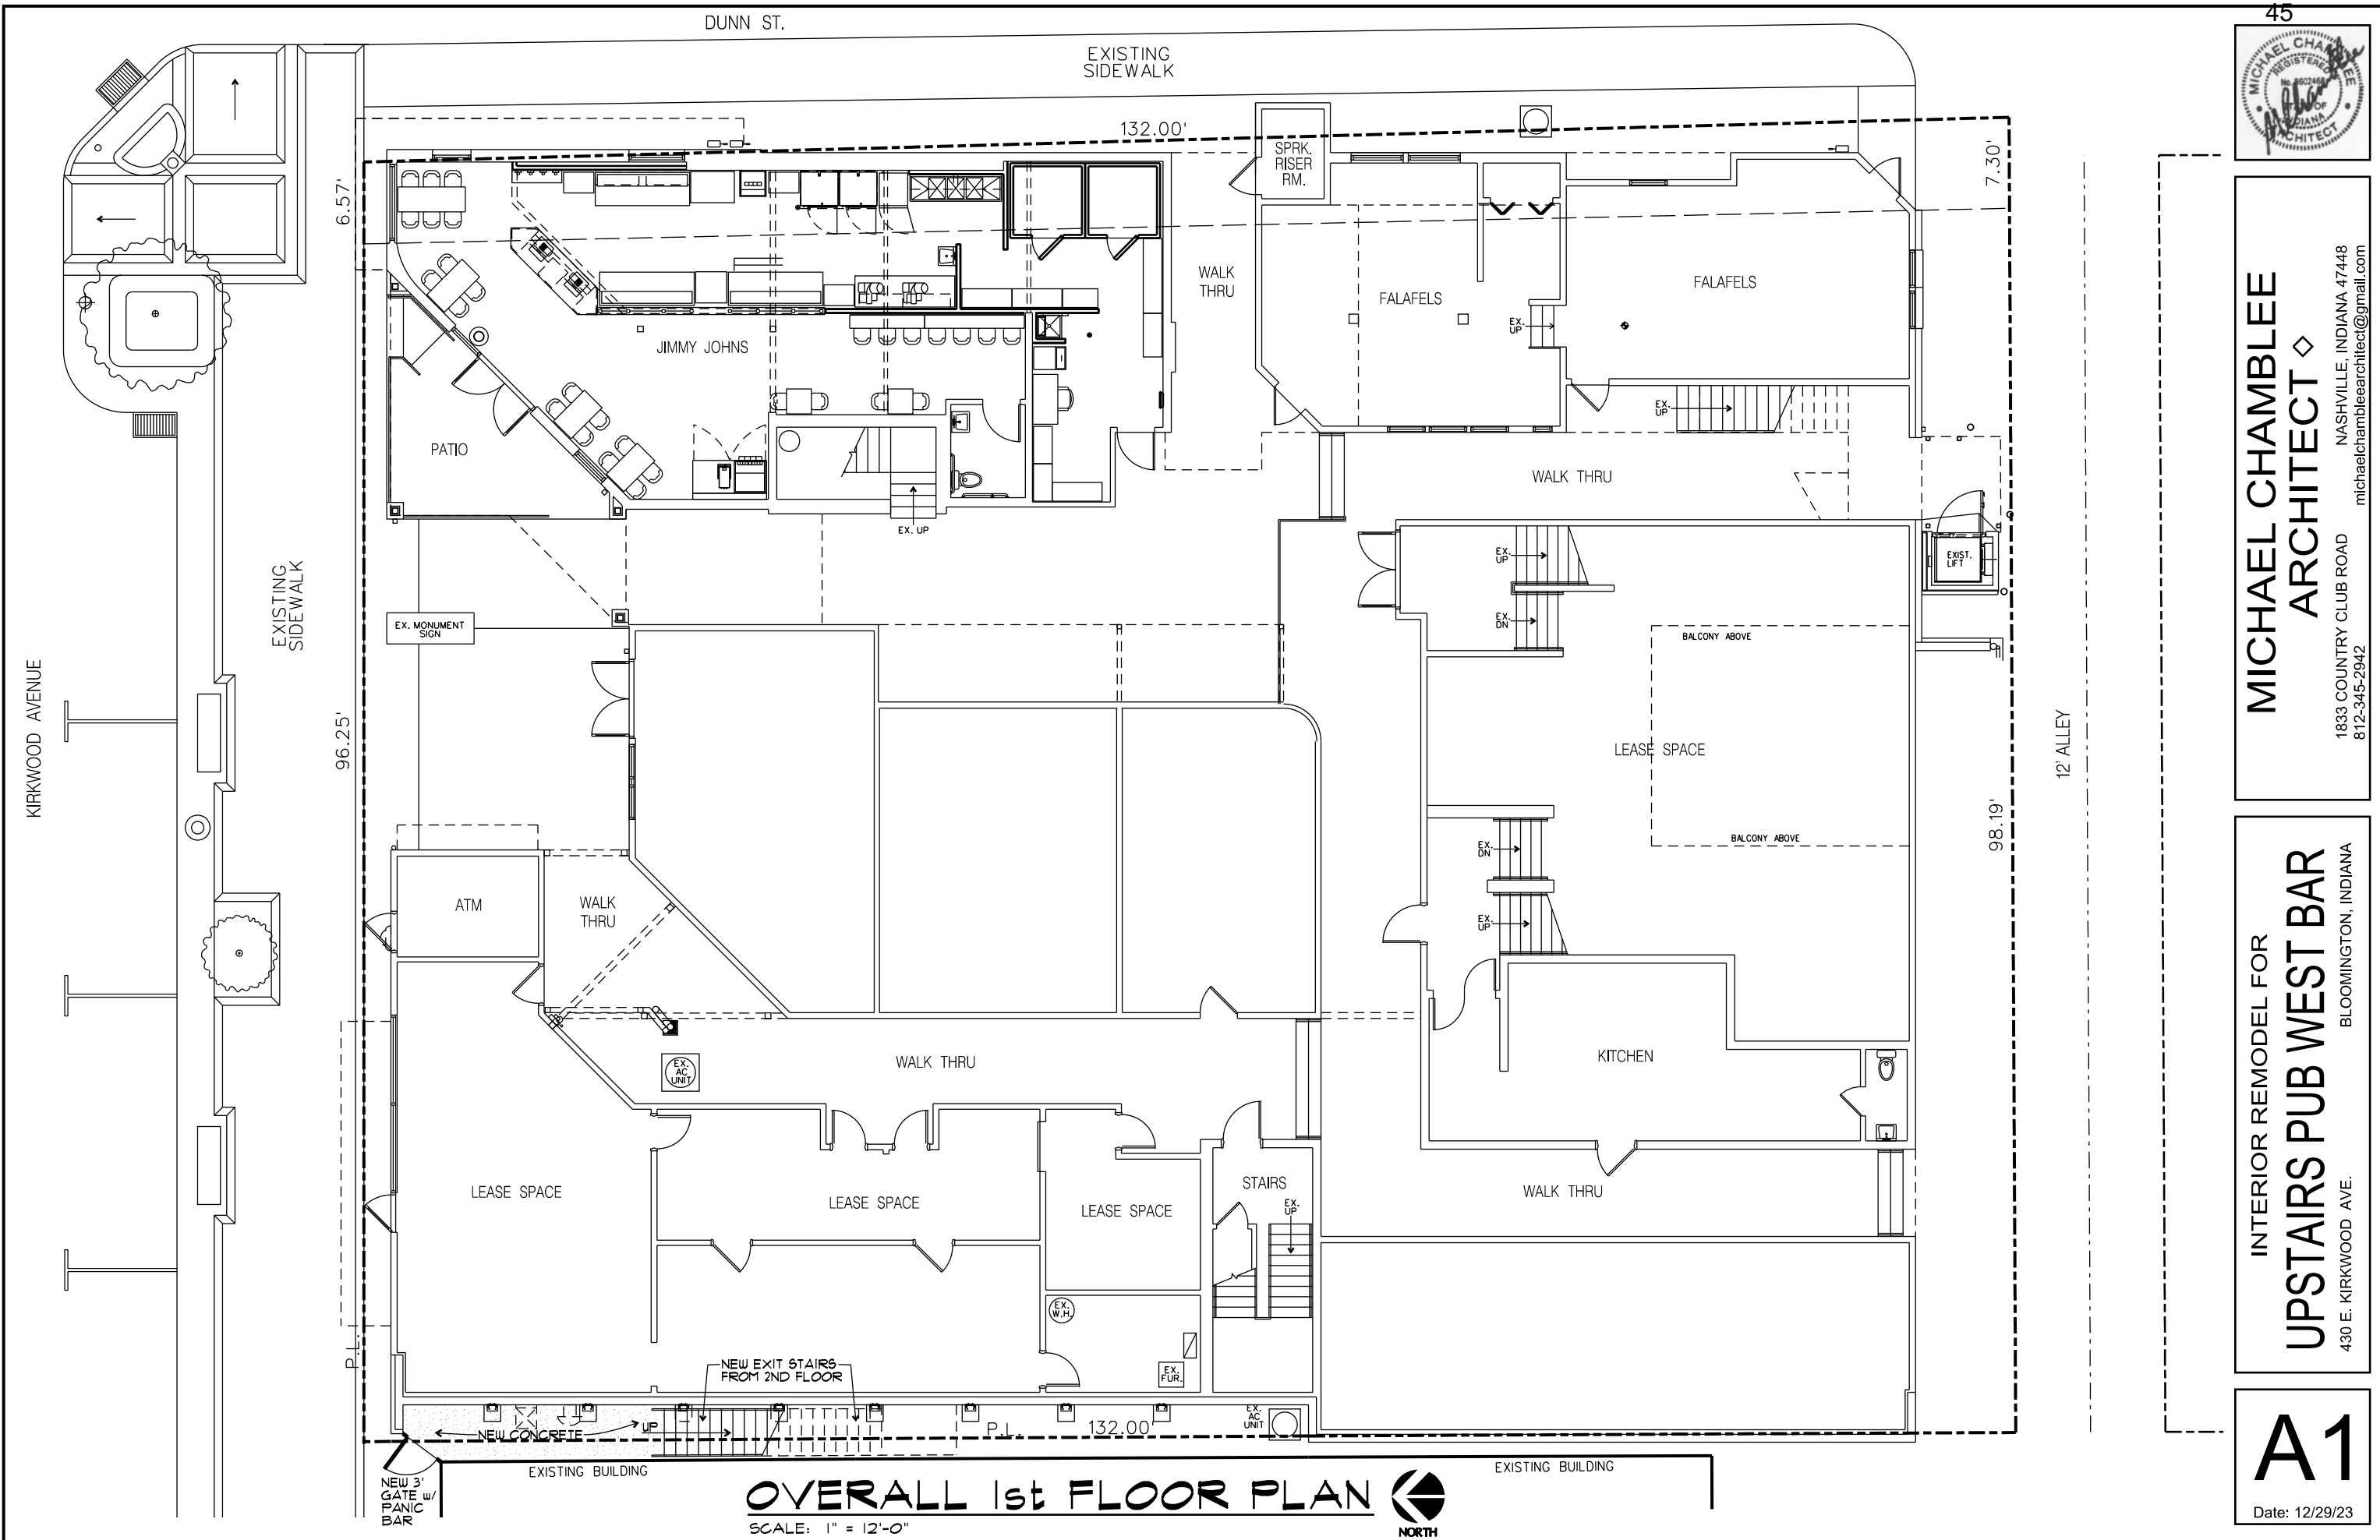 45
DUNN ST.
EXISTING
SIDEWALK
132.00'
6.57'
7.30'
SPRK.
RISER
RM.
WALK
THRU
FALAFELS
FALAFELS
EX.
UP
JIMMY JOHNS
EX.
UP
PATIO
WALK THRU
EX. UP
EX.
UP
EXIST.
LIFT
EXISTING
SIDEWALK
EX. MONUMENT
SIGN
EX.
DN
BALCONY ABOVE
KIRKWOOD AVENUE
96.25'
LEASE SPACE
12' ALLEY
98.19'
BALCONY ABOVE
EX.
DN
ATM
WALK
THRU
EX.
UP
EX.
AC
UNIT
WALK THRU
KITCHEN
LEASE SPACE
LEASE SPACE
LEASE SPACE
STAIRS
EX.
UP
WALK THRU
EX.
W.H.
EX.
FUR.
P.L.
NEW EXIT STAIRS
FROM 2ND FLOOR
NEW CONCRETE
UP
P.L.
132.00'
EX.
AC
UNIT
EXISTING BUILDING
EXISTING BUILDING
NEW 3'
GATE w/
PANIC
BAR
OVERALL 1st FLOOR PLAN
SCALE: 1" = 12'-0"
NORTH
MICHAEL CHAMBLEE
REGISTERED
STATE OF
INDIANA
ARCHITECT
MICHAEL CHAMBLEE
ARCHITECT
1833 COUNTRY CLUB ROAD NASHVILLE, INDIANA 47448
812-345-2942 michaelchambleearchitect@gmail.com
INTERIOR REMODEL FOR
UPSTAIRS PUB WEST BAR
430 E. KIRKWOOD AVE. BLOOMINGTON, INDIANA
A1
Date: 12/29/23